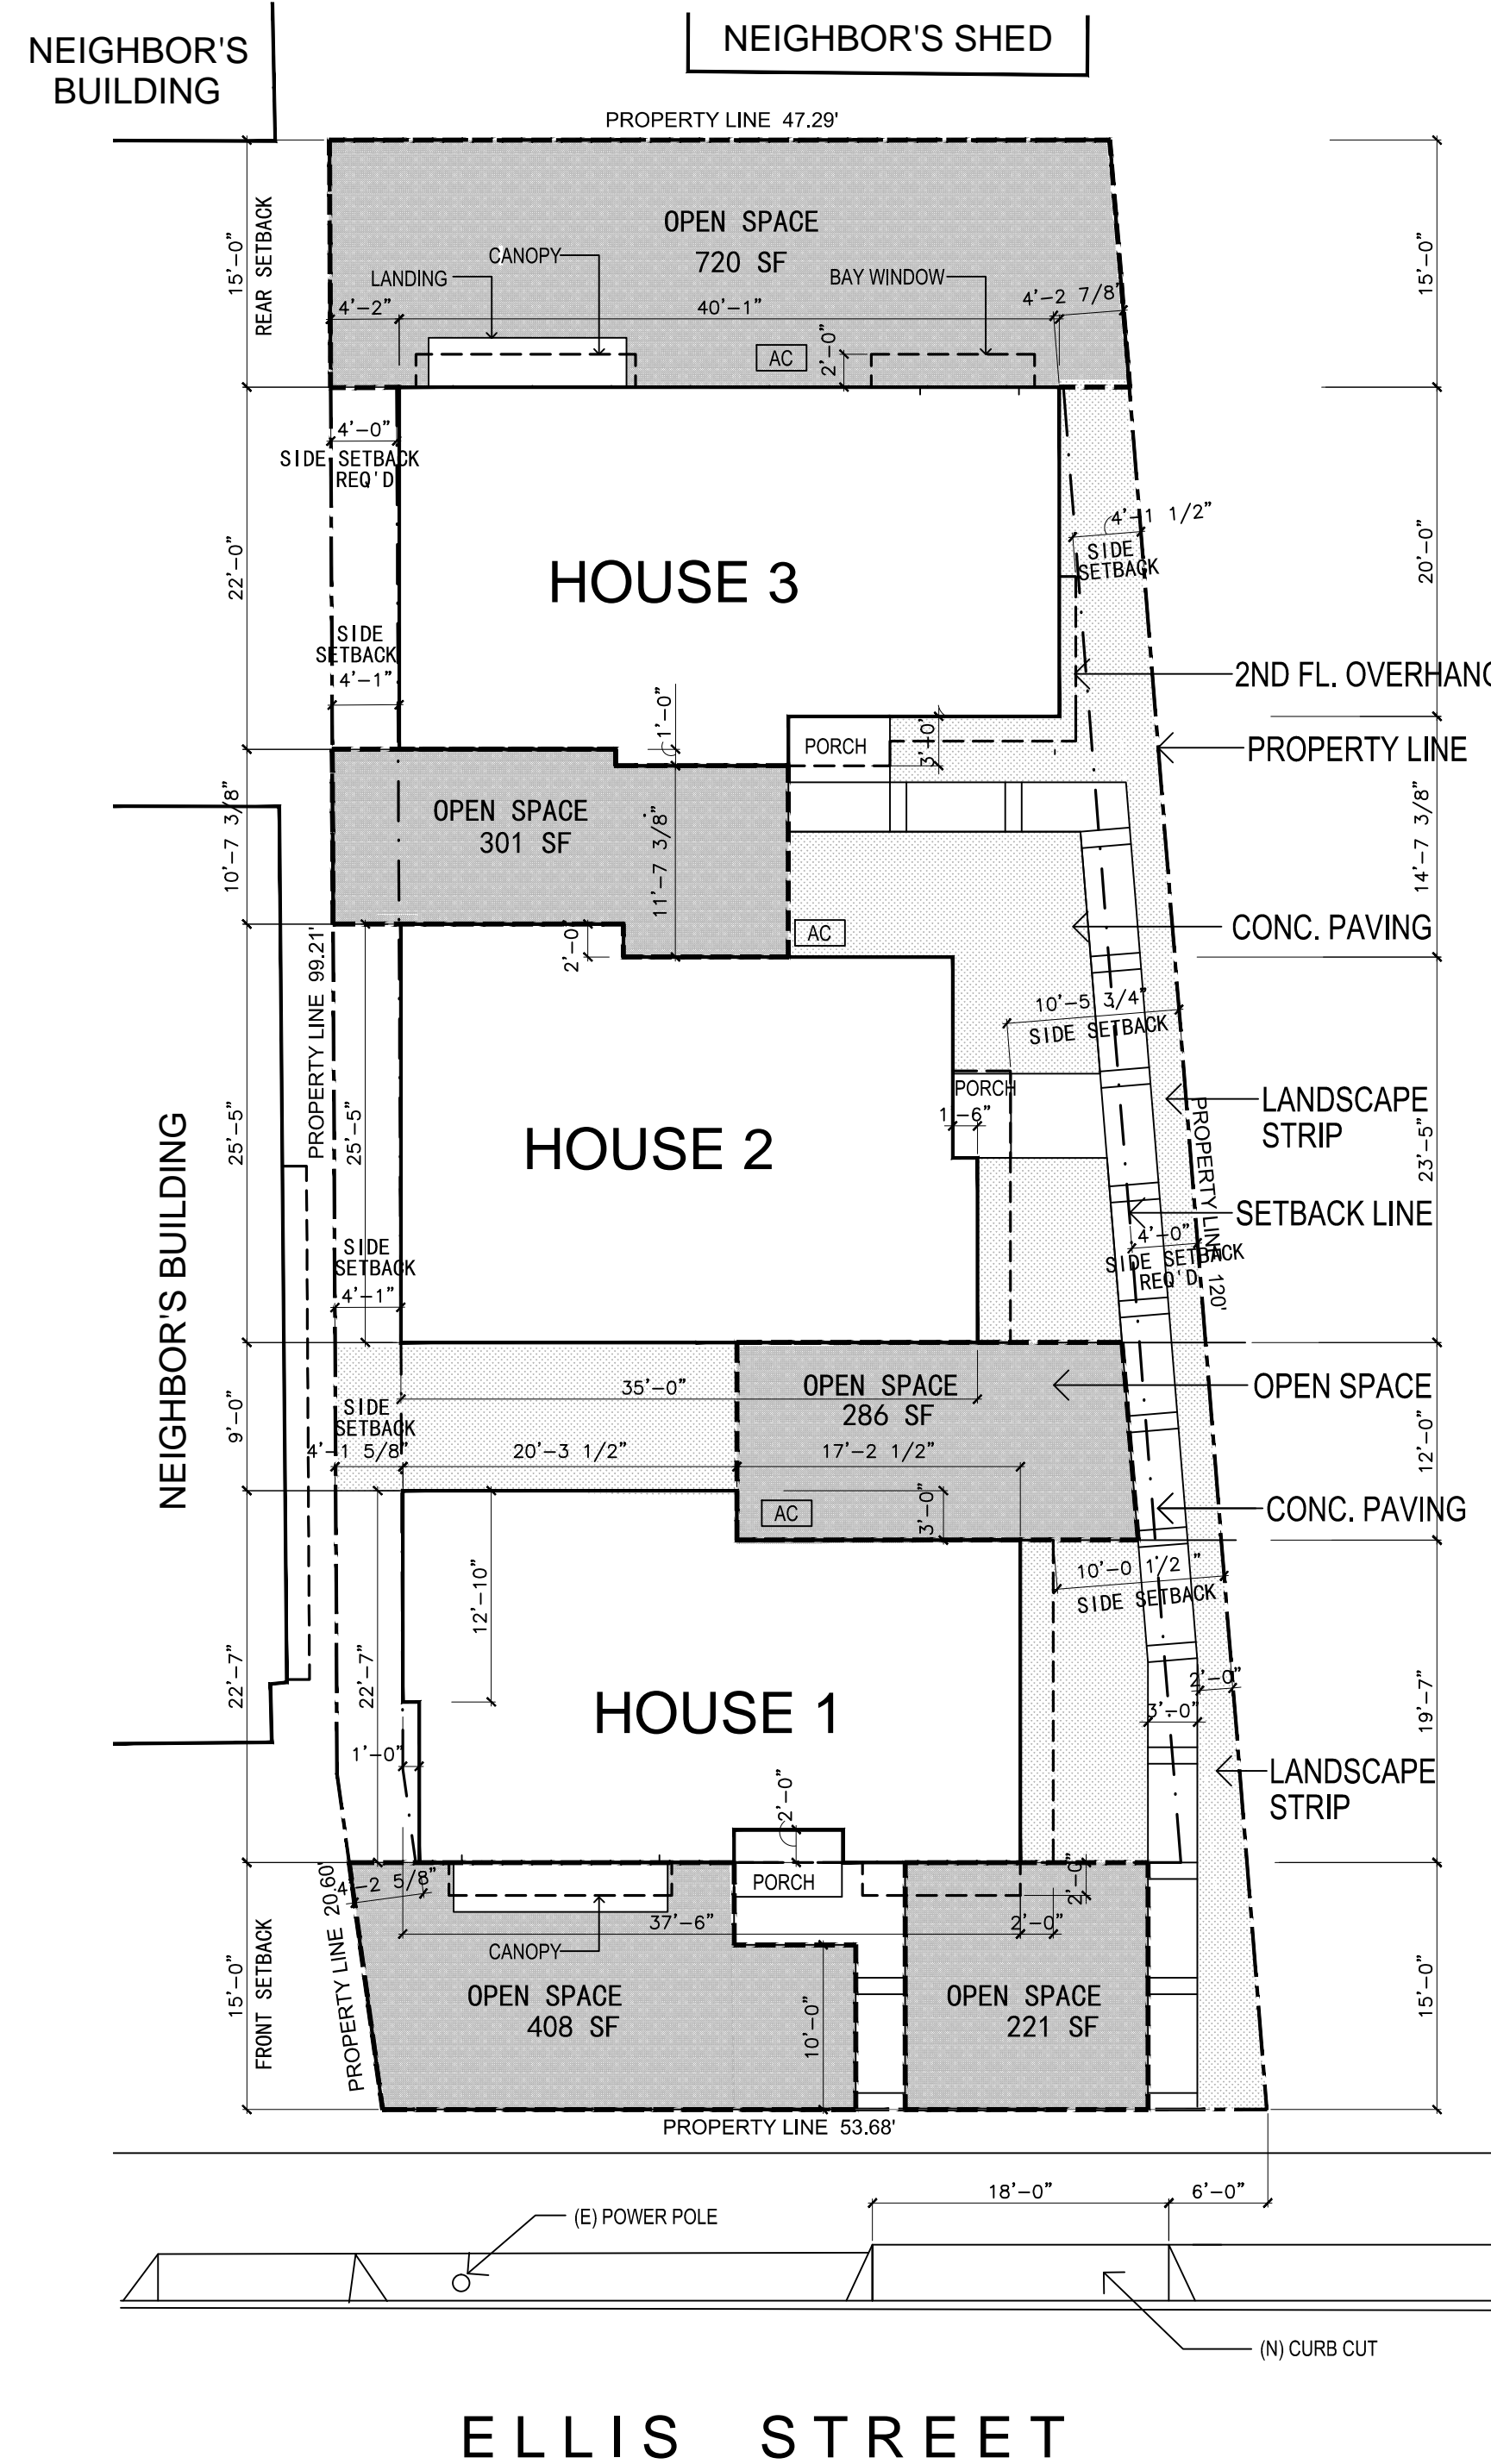 NEIGHBOR'S
BUILDING
NEIGHBOR'S SHED
PROPERTY LINE 47.29'
15'-0"
REAR SETBACK
OPEN SPACE
720 SF
CANOPY
LANDING
BAY WINDOW
4'-2"
40'-1"
4'-2 7/8"
15'-0"
AC
2'-0"
4'-0"
SIDE SETBACK
REQ'D
4'-1 1/2"
SIDE
SETBACK
22'-0"
HOUSE 3
20'-0"
SIDE
SETBACK
4'-1"
1'-0"
2ND FL. OVERHANG
PORCH
3'-0"
PROPERTY LINE
10'-7 3/8"
OPEN SPACE
301 SF
11'-7 3/8"
14'-7 3/8"
AC
CONC. PAVING
2'-0"
PROPERTY LINE 99.21'
10'-5 3/4"
SIDE SETBACK
NEIGHBOR'S BUILDING
25'-5"
25'-5"
HOUSE 2
PORCH
1'-6"
LANDSCAPE
STRIP
PROPERTY LINE 120'
23'-5"
SETBACK LINE
4'-0"
SIDE SETBACK
REQ'D
SIDE
SETBACK
4'-1"
9'-0"
35'-0"
OPEN SPACE
286 SF
OPEN SPACE
SIDE
SETBACK
4'-1 5/8"
20'-3 1/2"
17'-2 1/2"
12'-0"
AC
3'-0"
CONC. PAVING
12'-10"
10'-0 1/2"
SIDE SETBACK
22'-7"
22'-7"
HOUSE 1
2'-0"
3'-0"
19'-7"
1'-0"
2'-0"
LANDSCAPE
STRIP
4'-2 5/8"
PORCH
2'-0"
PROPERTY LINE 20.60'
37'-6"
2'-0"
CANOPY
15'-0"
FRONT SETBACK
OPEN SPACE
408 SF
10'-0"
OPEN SPACE
221 SF
15'-0"
PROPERTY LINE 53.68'
18'-0"
6'-0"
(E) POWER POLE
(N) CURB CUT
ELLIS STREET